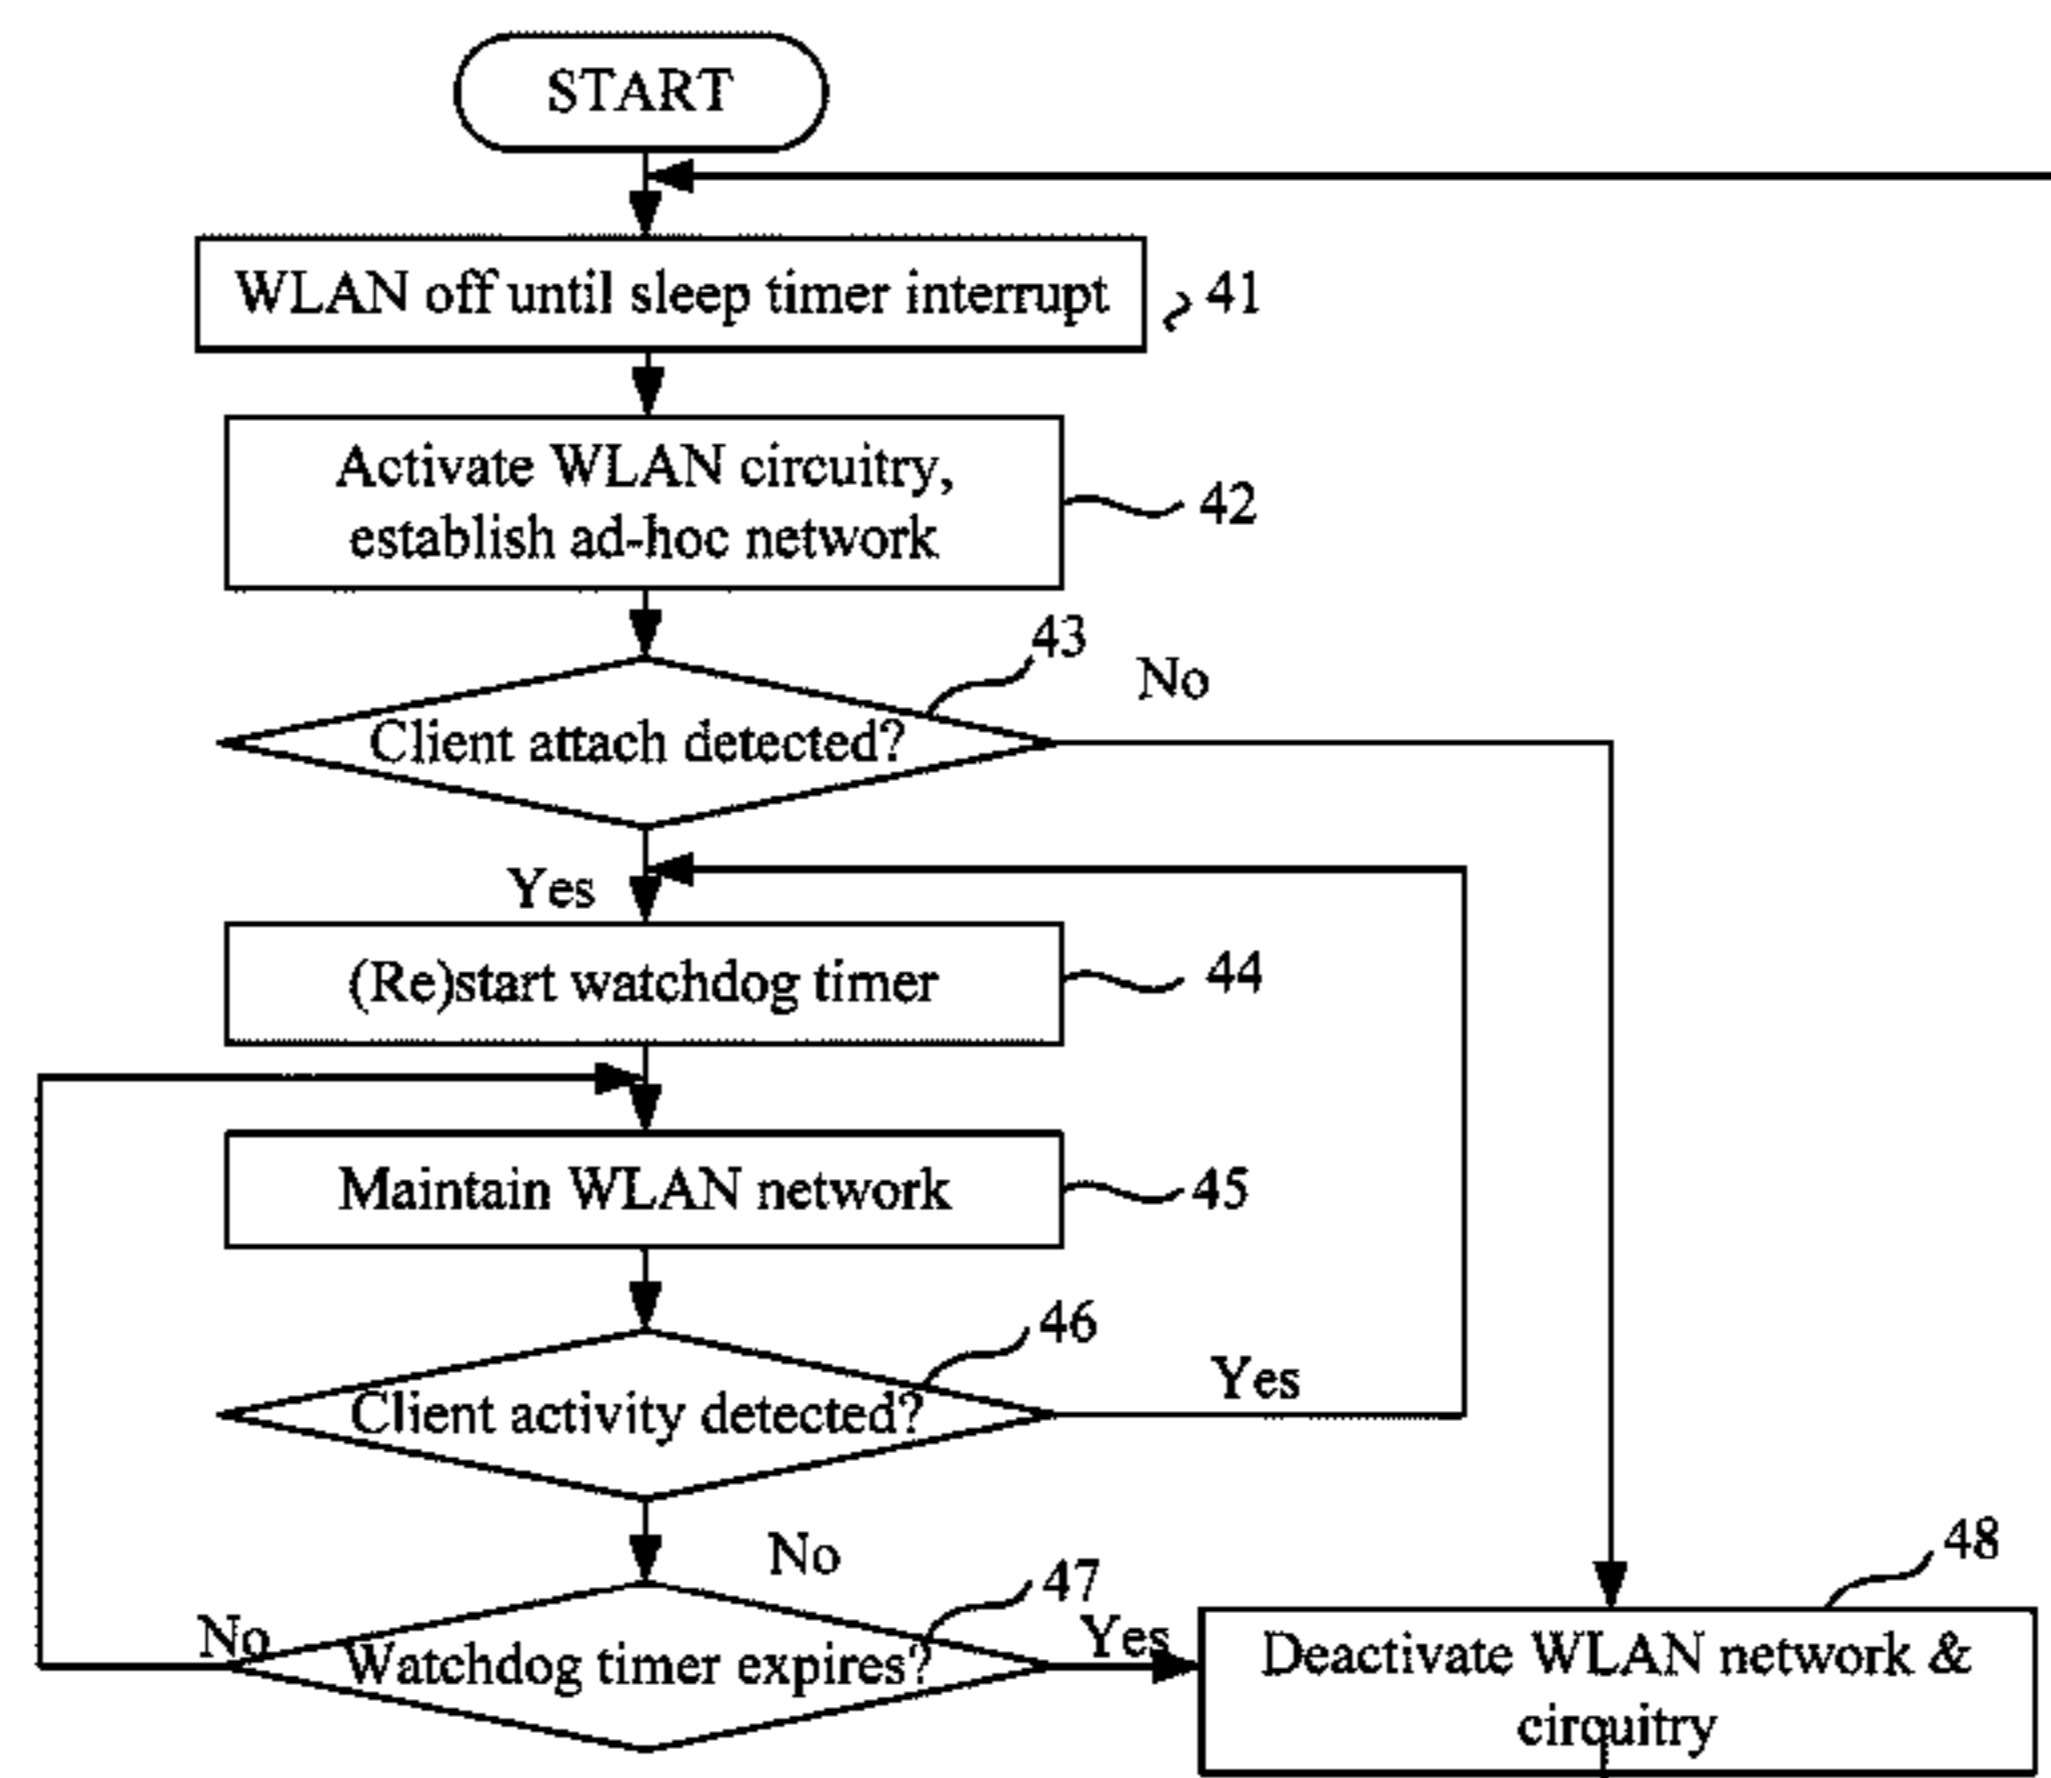 START
WLAN off until sleep timer interrupt
41
Activate WLAN circuitry,
establish ad-hoc network
42
43
No
Client attach detected?
Yes
(Re)start watchdog timer
44
Maintain WLAN network
45
46
Yes
Client activity detected?
No
47
48
No
Watchdog timer expires?
Yes
Deactivate WLAN network &
circuitry